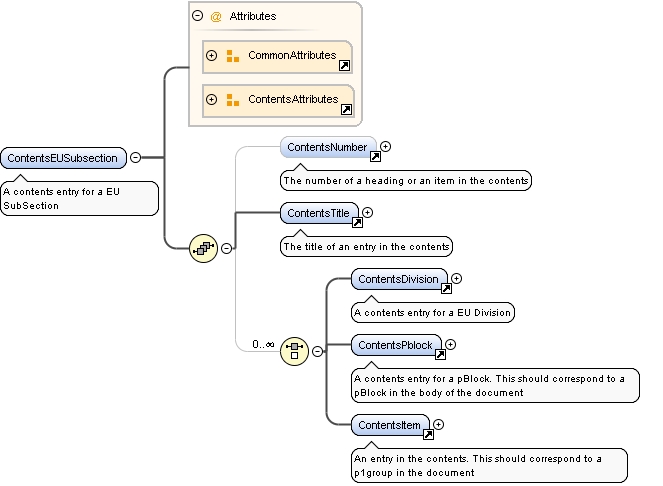 @ Attributes
CommonAttributes
ContentsAttributes
ContentsEUSubsection
A contents entry for a EU
SubSection
ContentsNumber
The number of a heading or an item in the contents
ContentsTitle
The title of an entry in the contents
0..∞
ContentsDivision
A contents entry for a EU Division
ContentsPblock
A contents entry for a pBlock. This should correspond to a
pBlock in the body of the document
ContentsItem
An entry in the contents. This should correspond to a
p1group in the document